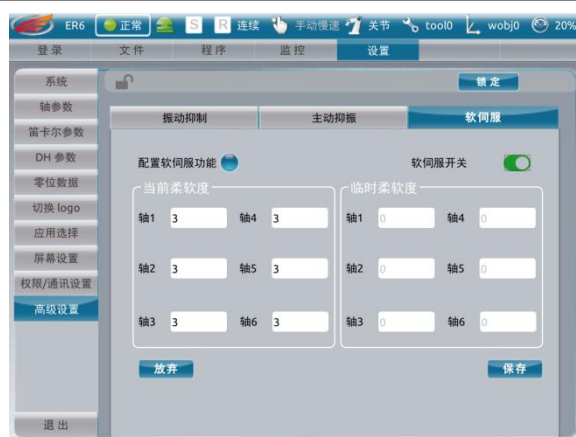 ER6 正常 S R 连续 手动慢速 关节 tool0 wobj0 20%
登录 文件 程序 监控 设置
系统 锁定
轴参数
振动抑制 主动抑振 软伺服
笛卡尔参数
DH 参数
配置软伺服功能 软伺服开关
零位数据
当前柔软度 临时柔软度
切换 logo
轴1 3 轴4 3 轴1 0 轴4 0
应用选择
屏幕设置
轴2 3 轴5 3 轴2 0 轴5 0
权限/通讯设置
高级设置
轴3 3 轴6 3 轴3 0 轴6 0
放弃 保存
退出